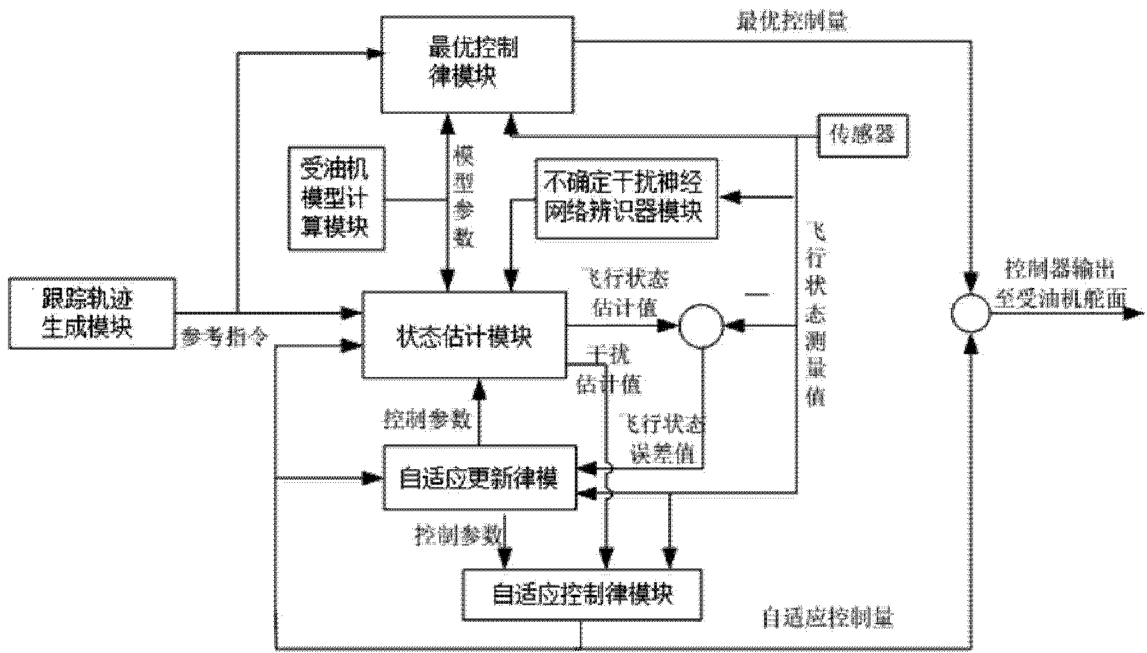 最优控制量
最优控制
律模块
传感器
受油机
模型计
算模块
模型参数
不确定干扰神经
网络辨识器模块
飞行状态测量值
跟踪轨迹
生成模块
参考指令
状态估计模块
飞行状态
估计值
—
控制器输出
至受油机舵面
干扰
估计值
控制参数
飞行状态
误差值
自适应更新律模
控制参数
自适应控制律模块
自适应控制量